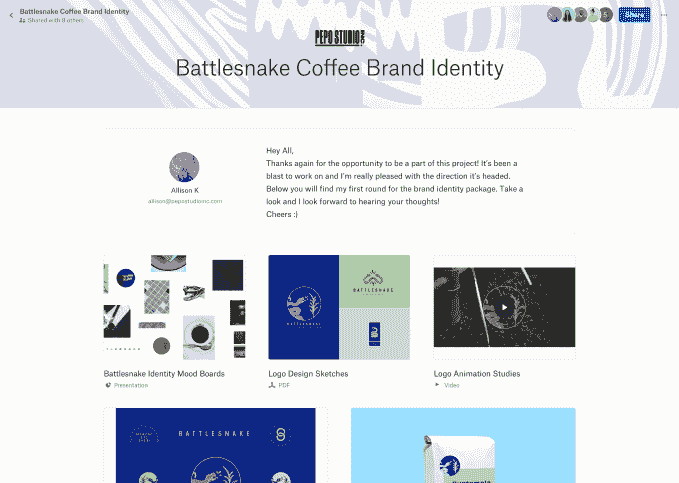 Battlesnake Coffee Brand Identity
Shared with 8 others
5
Share
PEPO STUDIO
Battlesnake Coffee Brand Identity
Hey All,
Thanks again for the opportunity to be a part of this project! It's been a
blast to work on and I'm really pleased with the direction it's headed.
Below you will find my first round for the brand identity package. Take a
look and I look forward to hearing your thoughts!
Cheers :)
Allison K
allison@pepostudioinc.com
BATTLESNAKE
Battlesnake Identity Mood Boards
Presentation
Logo Design Sketches
PDF
Logo Animation Studies
Video
BATTLESNAKE